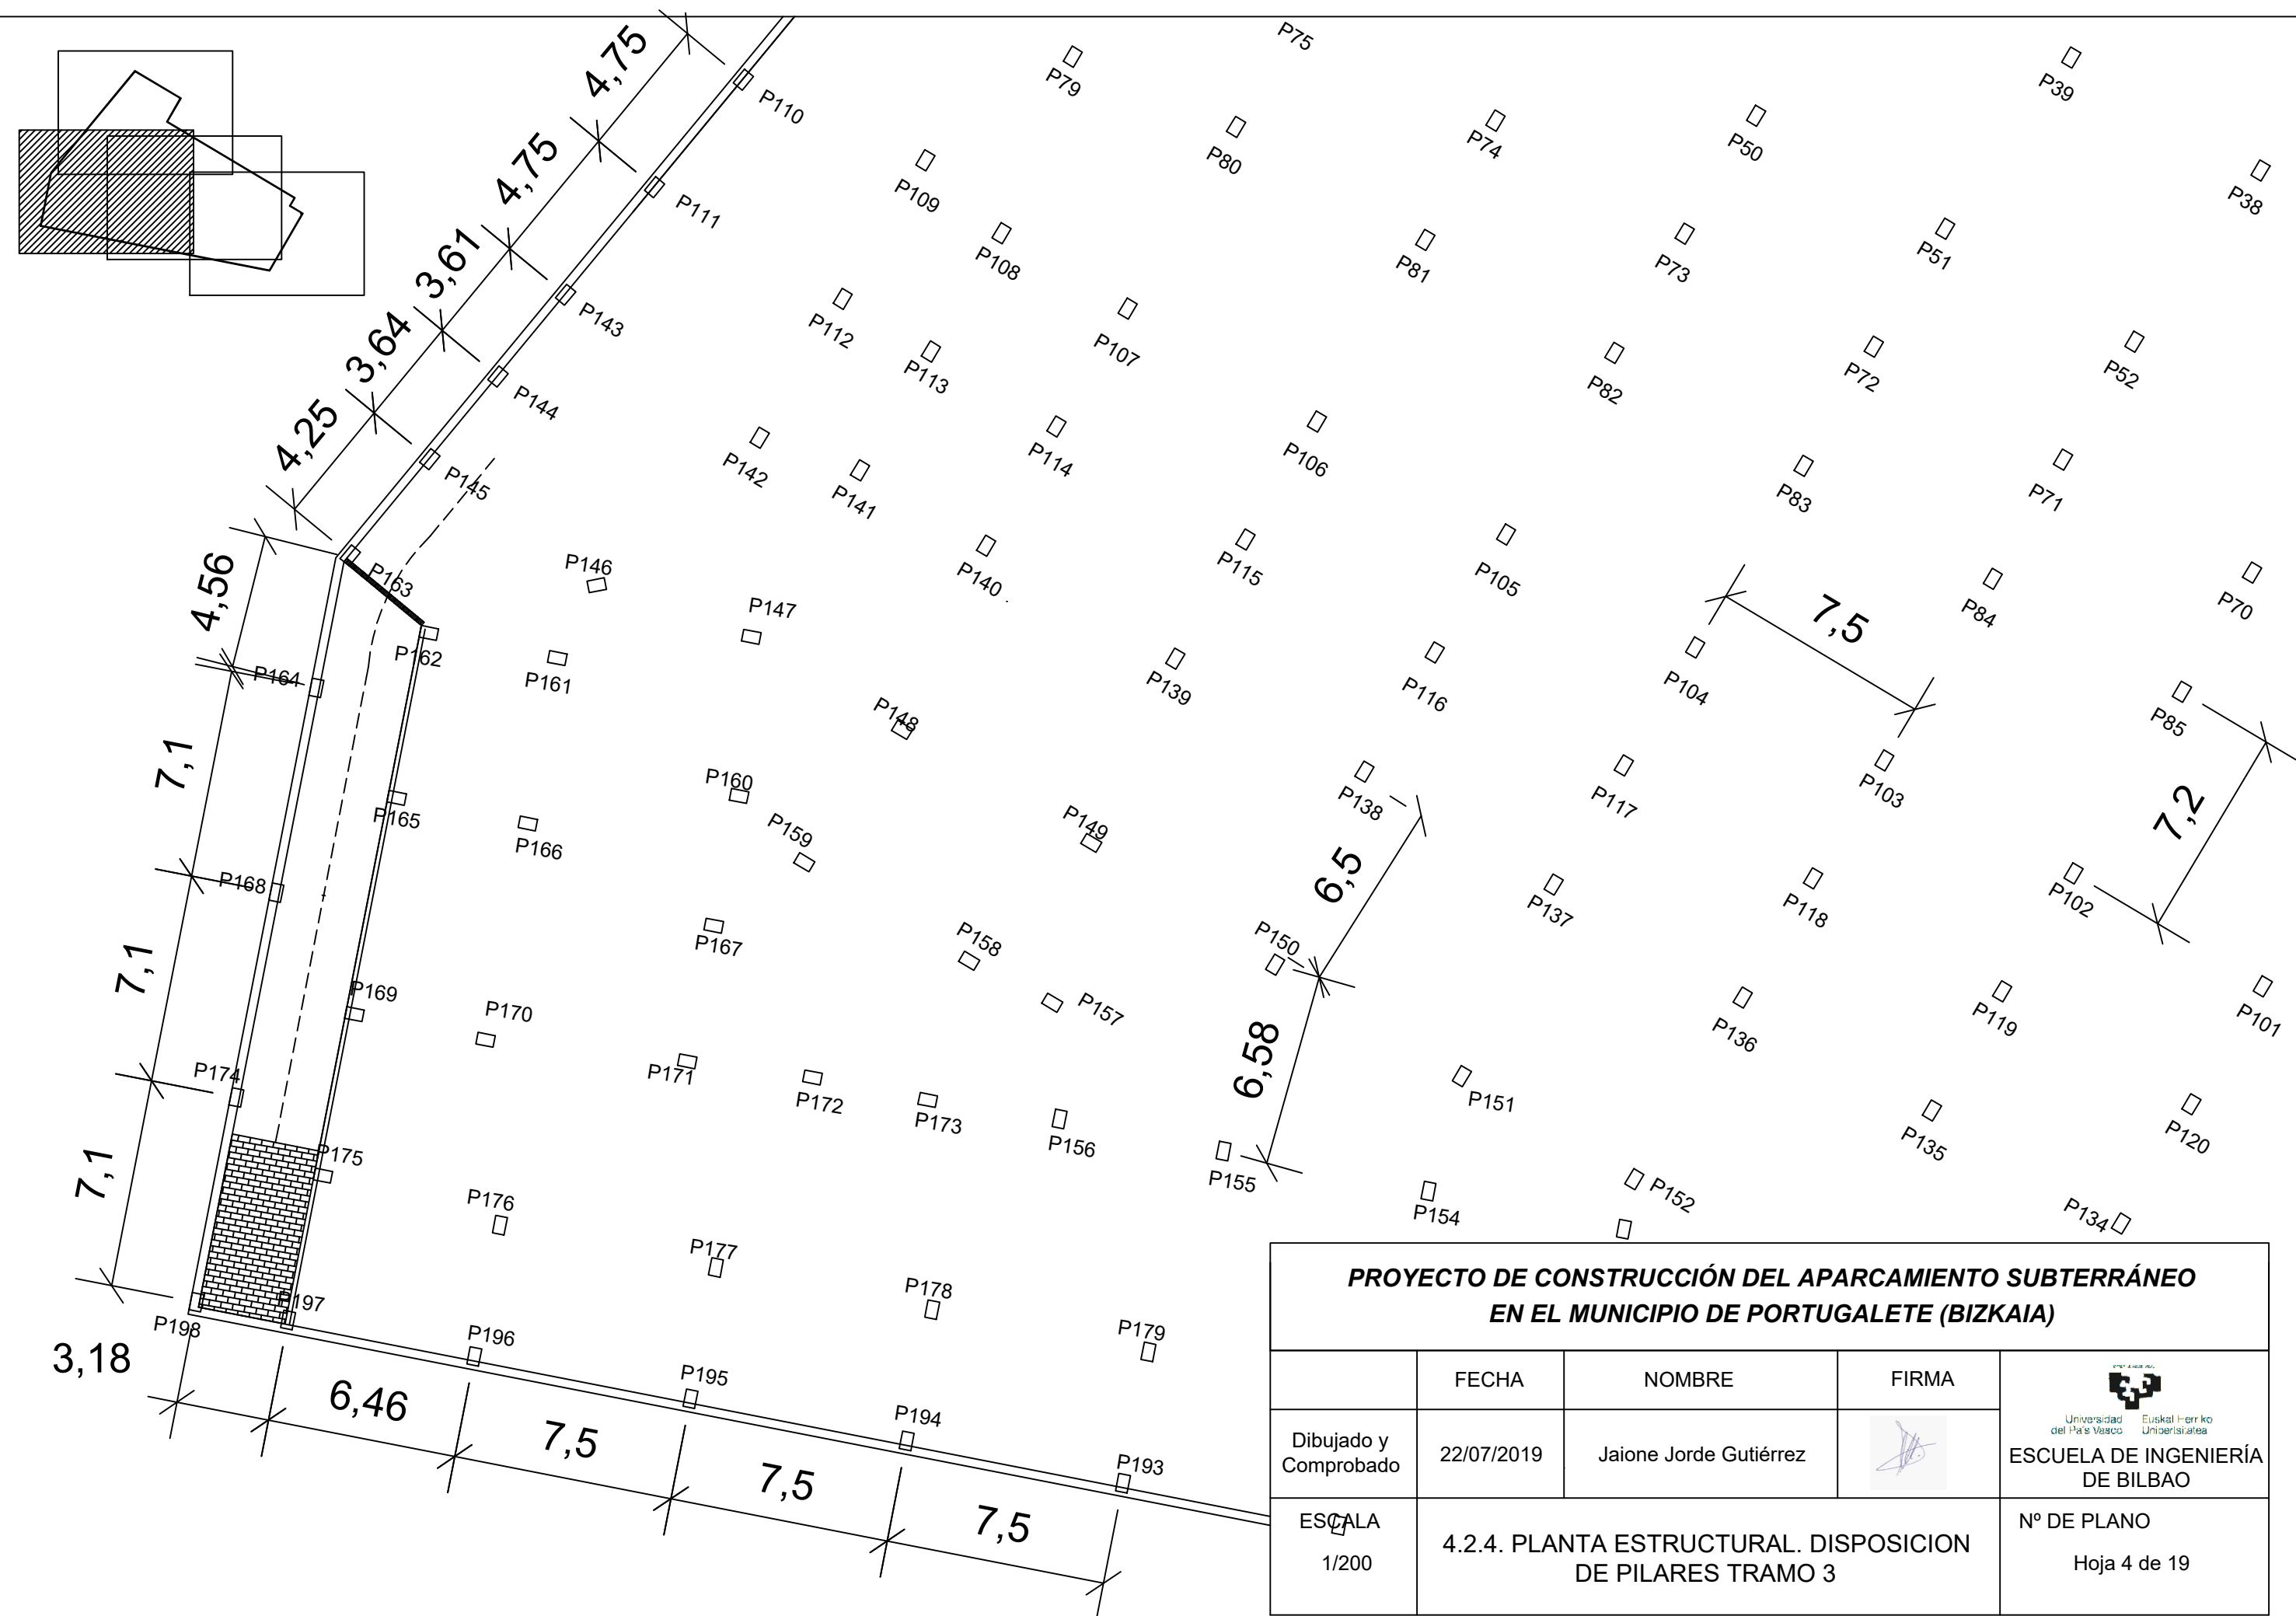 P75
P79
P39
4,75
P110
P50
P74
P80
4,75
P109
P38
P111
P51
P108
P81
P73
3,61
P143
P112
P107
P52
3,64
P113
P72
P82
P144
4,25
P142
P114
P106
P145
P141
P83
P71
P146
P140
P115
P105
P163
4,56
P147
7,5
P84
P70
P162
P164
P161
P148
P139
P116
P104
P85
7,1
P160
P159
P149
P138
P117
P103
7,2
P165
P166
P168
6,5
P137
P118
P102
P167
P158
P150
7,1
P169
P170
P157
P136
P119
P101
6,58
P174
P171
P172
P173
P156
P151
P135
P120
7,1
P175
P155
P176
P154
P152
P134
P177
P178
P197
P198
P196
P179
3,18
P195
6,46
P194
7,5
7,5
P193
7,5
PROYECTO DE CONSTRUCCIÓN DEL APARCAMIENTO SUBTERRÁNEO
EN EL MUNICIPIO DE PORTUGALETE (BIZKAIA)
FECHA
NOMBRE
FIRMA
Universidad
del País Vasco
Euskal Herriko
Unibertsitatea
Dibujado y
Comprobado
22/07/2019
Jaione Jorde Gutiérrez
ESCUELA DE INGENIERÍA
DE BILBAO
ESCALA
1/200
4.2.4. PLANTA ESTRUCTURAL. DISPOSICION
DE PILARES TRAMO 3
Nº DE PLANO
Hoja 4 de 19